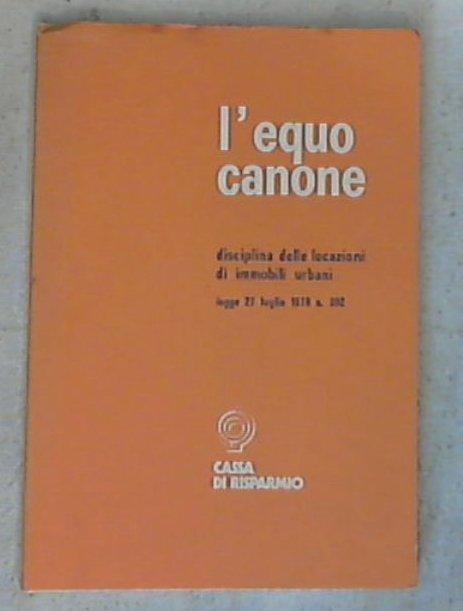 l'equo
canone
disciplina delle locazioni
di immobili urbani
legge 27 luglio 1978 n. 392
CASSA
DI RISPARMIO